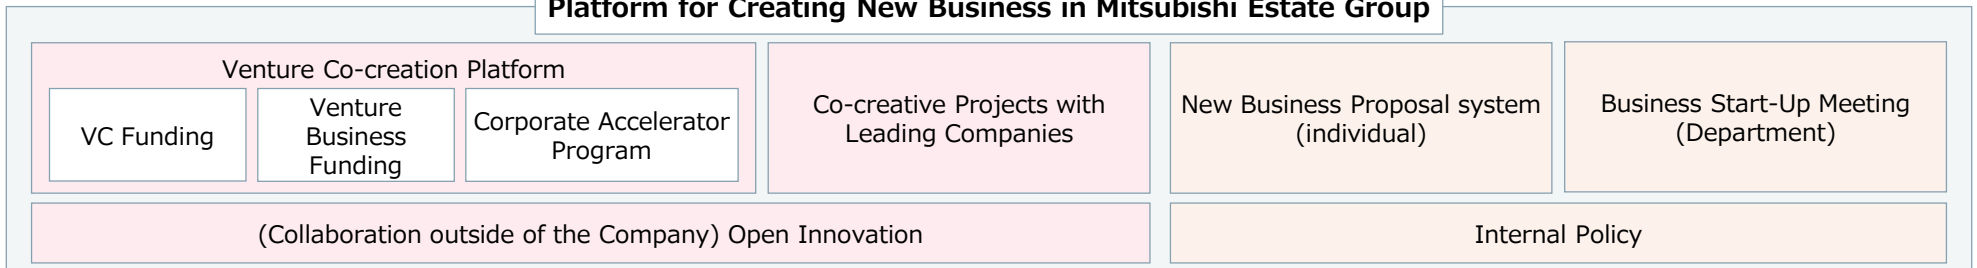 Platform for Creating New Business in Mitsubishi Estate Group
Venture Co-creation Platform
VC Funding
Venture
Business
Funding
Corporate Accelerator
Program
Co-creative Projects with
Leading Companies
New Business Proposal system
(individual)
Business Start-Up Meeting
(Department)
(Collaboration outside of the Company) Open Innovation
Internal Policy